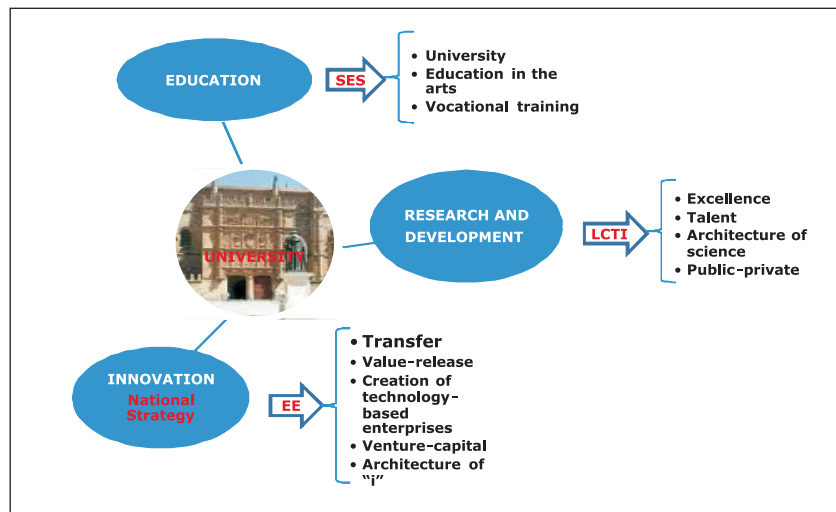 EDUCATION
SES
• University
• Education in the
arts
• Vocational training
UNIVERSITY
RESEARCH AND
DEVELOPMENT
LCTI
• Excellence
• Talent
• Architecture of
science
• Public-private
INNOVATION
National
Strategy
EE
• Transfer
• Value-release
• Creation of
technology-
based
enterprises
• Venture-capital
• Architecture of
“i”